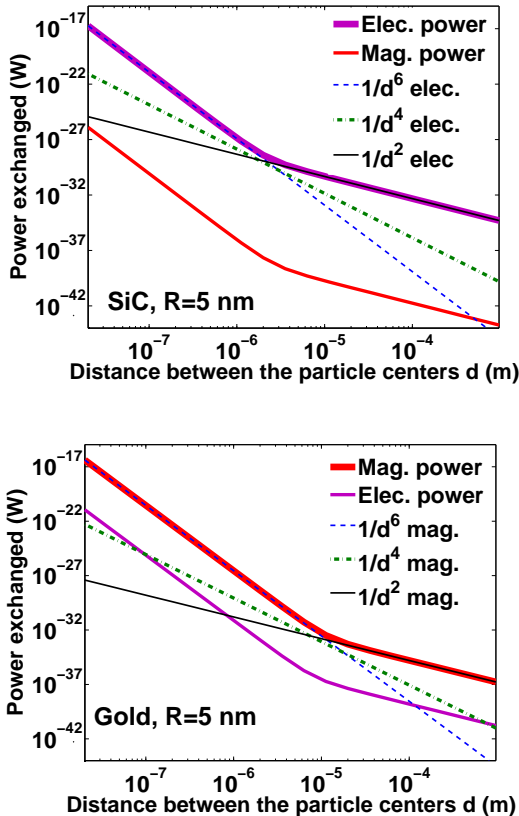 10^−17
10^−22
10^−27
10^−32
10^−37
10^−42
Power exchanged (W)
Elec. power
Mag. power
1/d^6 elec.
1/d^4 elec.
1/d^2 elec
SiC, R=5 nm
10^−7
10^−6
10^−5
10^−4
Distance between the particle centers d (m)
10^−17
10^−22
10^−27
10^−32
10^−37
10^−42
Power exchanged (W)
Mag. power
Elec. power
1/d^6 mag.
1/d^4 mag.
1/d^2 mag.
Gold, R=5 nm
10^−7
10^−6
10^−5
10^−4
Distance between the particle centers d (m)